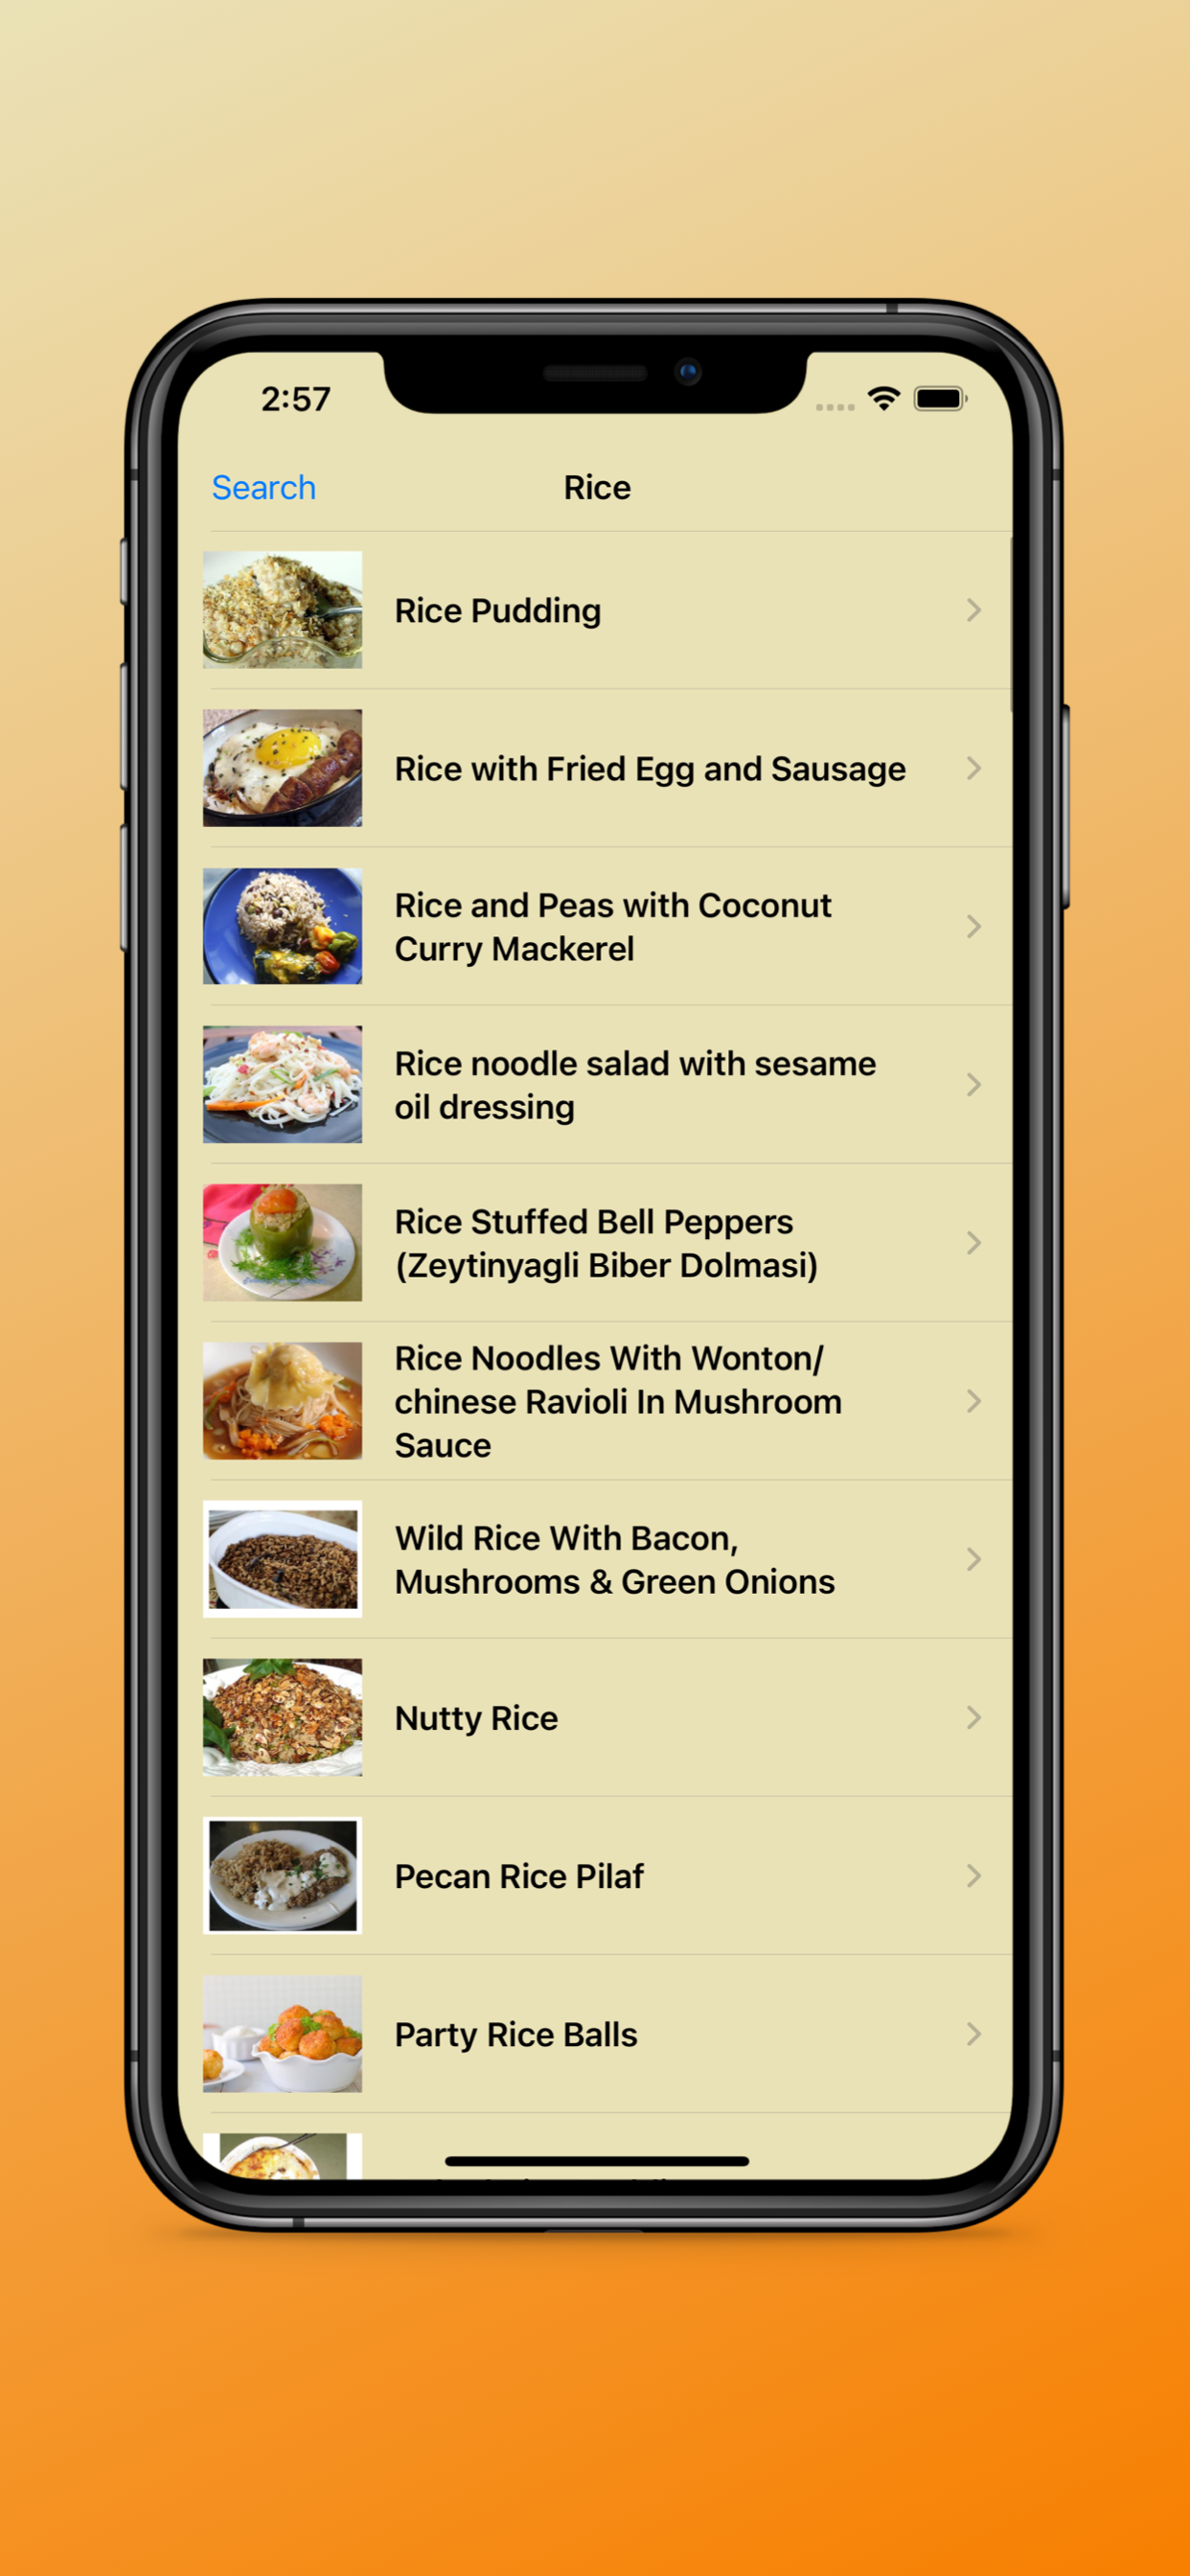 2:57
Search
Rice
Rice Pudding
Rice with Fried Egg and Sausage
Rice and Peas with Coconut
Curry Mackerel
Rice noodle salad with sesame
oil dressing
Rice Stuffed Bell Peppers
(Zeytinyagli Biber Dolmasi)
Rice Noodles With Wonton/
chinese Ravioli In Mushroom
Sauce
Wild Rice With Bacon,
Mushrooms & Green Onions
Nutty Rice
Pecan Rice Pilaf
Party Rice Balls